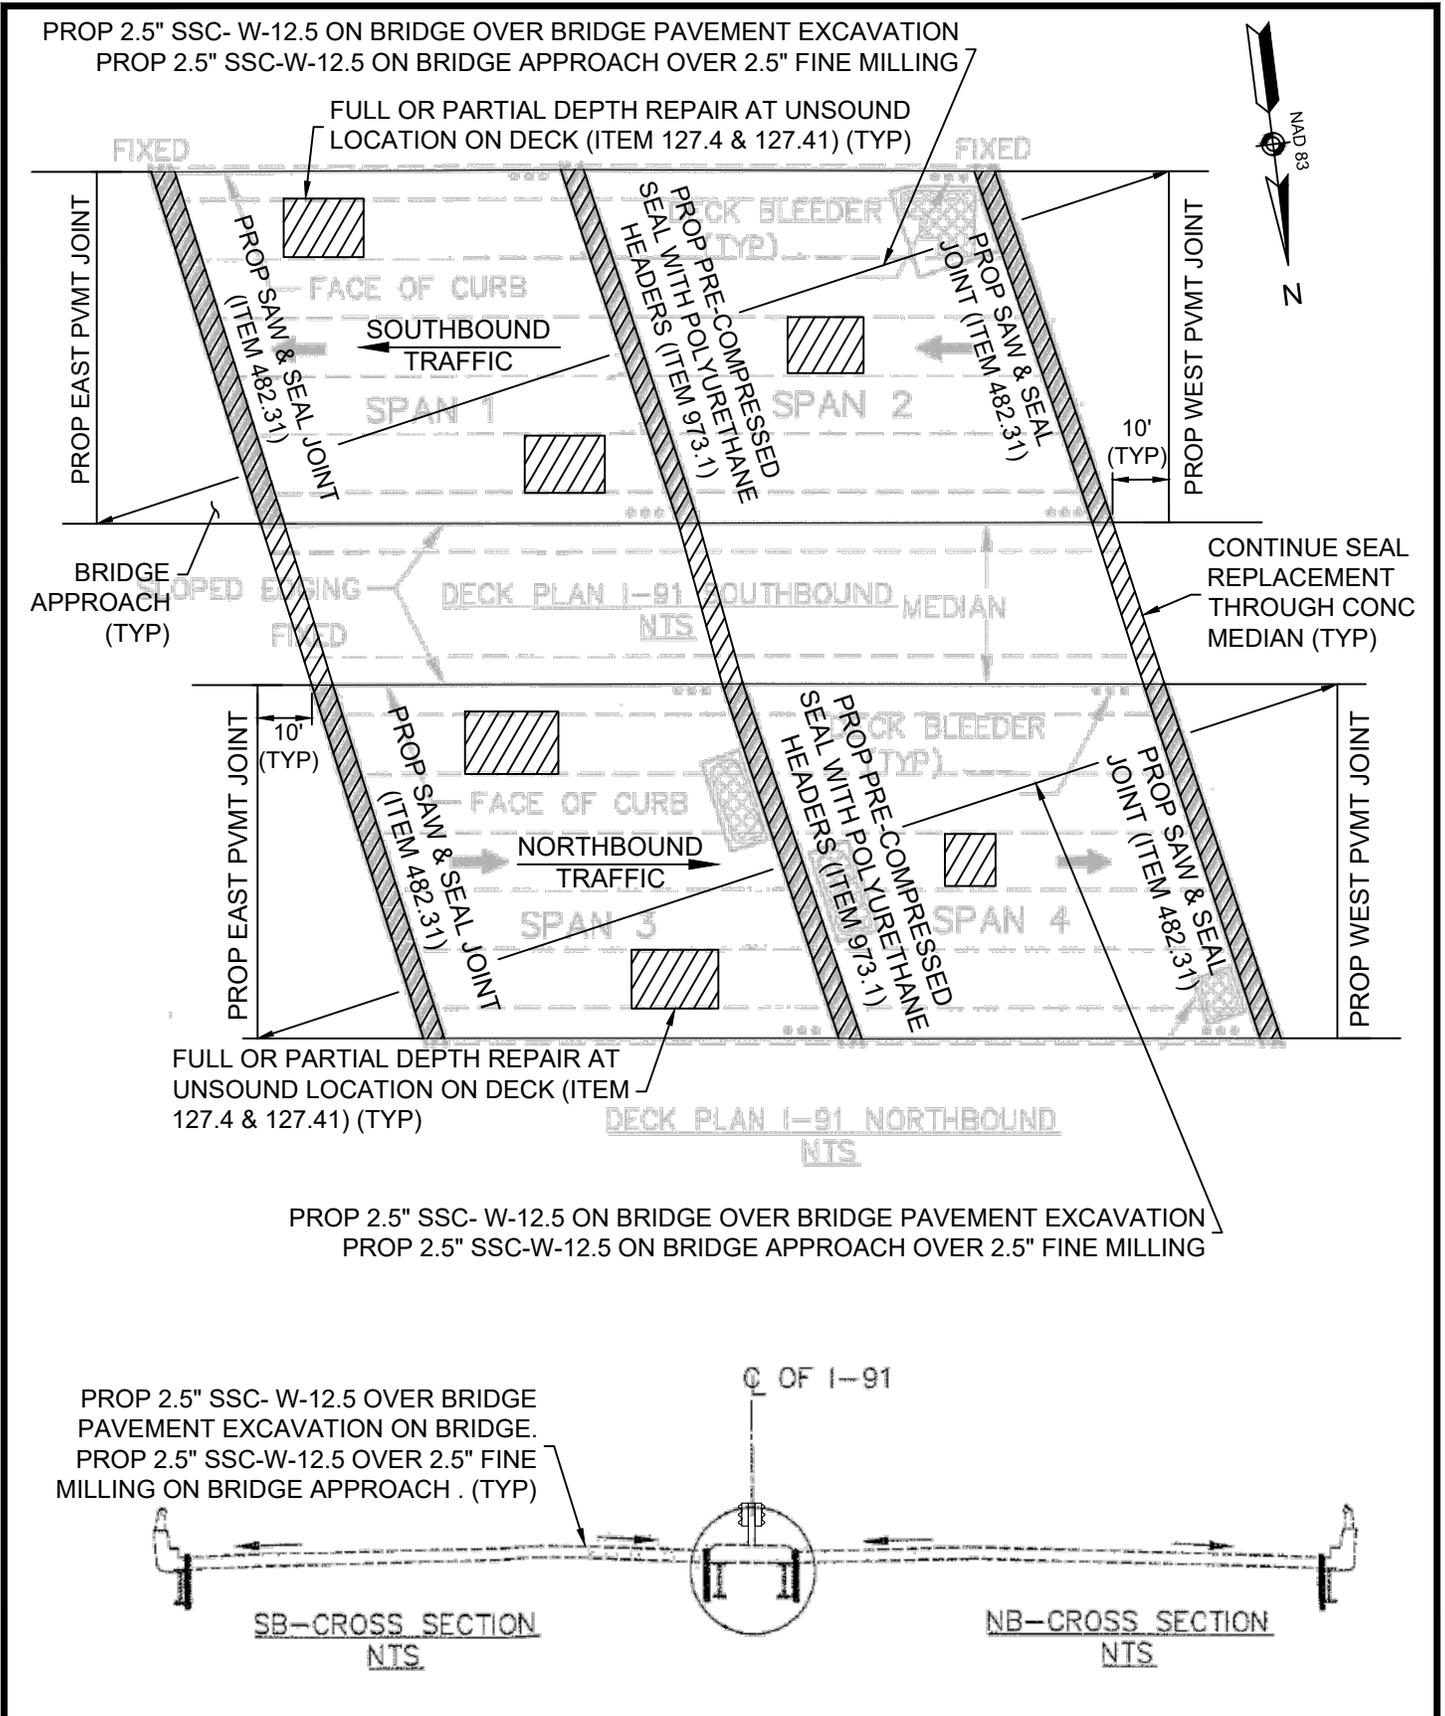 PROP 2.5" SSC- W-12.5 ON BRIDGE OVER BRIDGE PAVEMENT EXCAVATION
PROP 2.5" SSC-W-12.5 ON BRIDGE APPROACH OVER 2.5" FINE MILLING
FULL OR PARTIAL DEPTH REPAIR AT UNSOUND
LOCATION ON DECK (ITEM 127.4 & 127.41) (TYP)
NAD 83
N
FIXED
FIXED
PROP EAST PVMT JOINT
PROP SAW & SEAL JOINT
(ITEM 482.31)
FACE OF CURB
SOUTHBOUND
TRAFFIC
SPAN 1
PROP PRE-COMPRESSED
SEAL WITH POLYURETHANE
HEADERS (ITEM 973.1)
DECK BLEEDER
(TYP)
SPAN 2
PROP SAW & SEAL
JOINT (ITEM 482.31)
10'
(TYP)
PROP WEST PVMT JOINT
BRIDGE
APPROACH
(TYP)
SLOPED EDGING
FIXED
DECK PLAN I-91 SOUTHBOUND
NTS
MEDIAN
CONTINUE SEAL
REPLACEMENT
THROUGH CONC
MEDIAN (TYP)
PROP EAST PVMT JOINT
10'
(TYP)
PROP SAW & SEAL JOINT
(ITEM 482.31)
FACE OF CURB
NORTHBOUND
TRAFFIC
SPAN 3
PROP PRE-COMPRESSED
SEAL WITH POLYURETHANE
HEADERS (ITEM 973.1)
DECK BLEEDER
(TYP)
SPAN 4
PROP SAW & SEAL
JOINT (ITEM 482.31)
PROP WEST PVMT JOINT
FULL OR PARTIAL DEPTH REPAIR AT
UNSOUND LOCATION ON DECK (ITEM
127.4 & 127.41) (TYP)
DECK PLAN I-91 NORTHBOUND
NTS
PROP 2.5" SSC- W-12.5 ON BRIDGE OVER BRIDGE PAVEMENT EXCAVATION
PROP 2.5" SSC-W-12.5 ON BRIDGE APPROACH OVER 2.5" FINE MILLING
℄ OF I-91
PROP 2.5" SSC- W-12.5 OVER BRIDGE
PAVEMENT EXCAVATION ON BRIDGE.
PROP 2.5" SSC-W-12.5 OVER 2.5" FINE
MILLING ON BRIDGE APPROACH . (TYP)
SB-CROSS SECTION
NTS
NB-CROSS SECTION
NTS